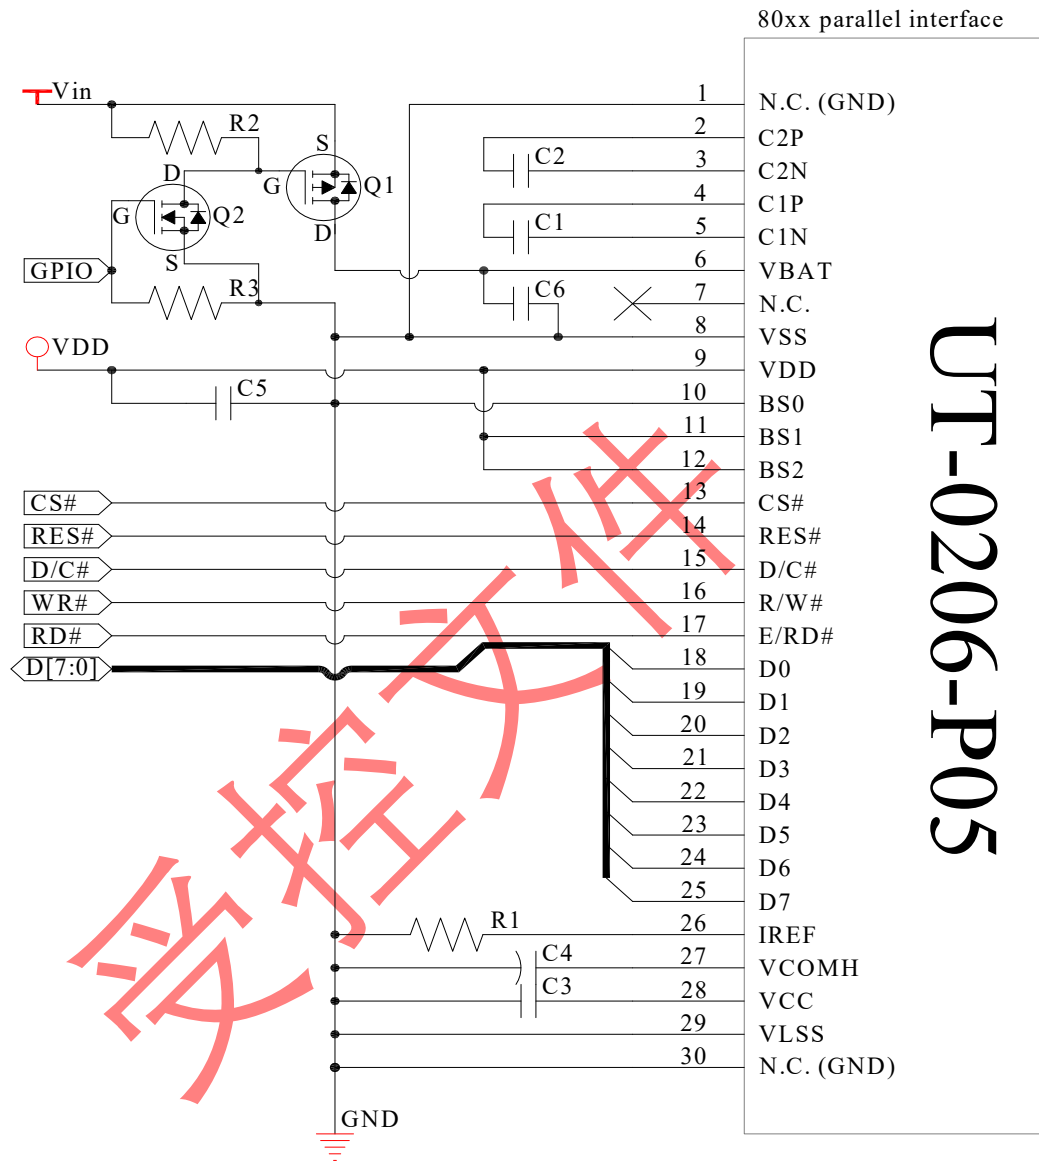 80xx parallel interface
Vin
R2
S
G
Q1
D
D
G
Q2
S
GPIO
R3
VDD
C5
C2
C1
C6
1 N.C. (GND)
2 C2P
3 C2N
4 C1P
5 C1N
6 VBAT
7 N.C.
8 VSS
9 VDD
10 BS0
11 BS1
12 BS2
CS# 13 CS#
RES# 14 RES#
D/C# 15 D/C#
WR# 16 R/W#
RD# 17 E/RD#
D[7:0] 18 D0
19 D1
20 D2
21 D3
22 D4
23 D5
24 D6
25 D7
R1 26 IREF
C4 27 VCOMH
C3 28 VCC
29 VLSS
30 N.C. (GND)
GND
UT-0206-P05
受控文件